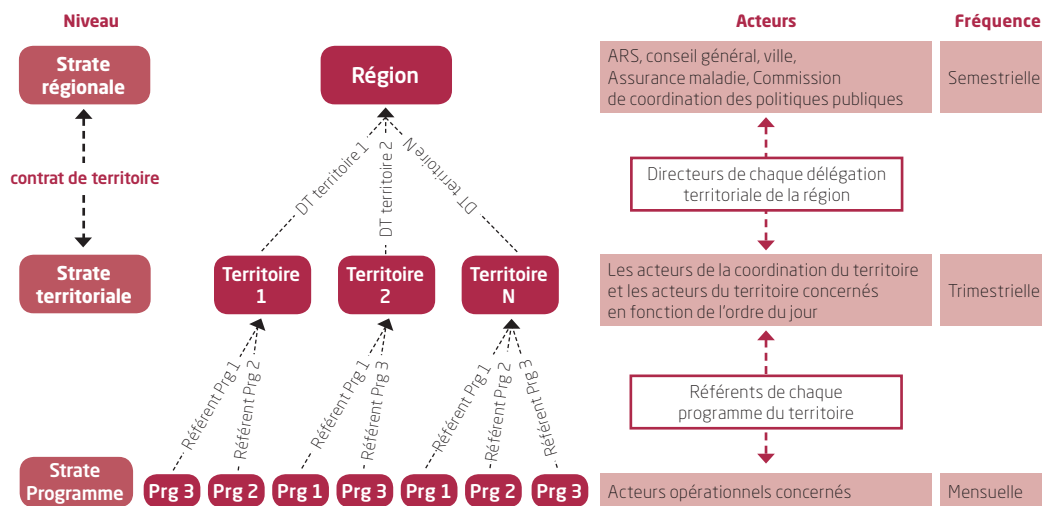 Niveau
Acteurs
Fréquence
Strate
régionale
Région
ARS, conseil général, ville,
Assurance maladie, Commission
de coordination des politiques publiques
Semestrielle
contrat de territoire
DT territoire 1
DT territoire 2
DT territoire N
Directeurs de chaque délégation
territoriale de la région
Strate
territoriale
Territoire
1
Territoire
2
Territoire
N
Les acteurs de la coordination du territoire
et les acteurs du territoire concernés
en fonction de l'ordre du jour
Trimestrielle
Référent Prg 1
Référent Prg 2
Référent Prg 1
Référent Prg 3
Référent Prg 1
Référent Prg 2
Référent Prg 3
Référents de chaque
programme du territoire
Strate
Programme
Prg 3
Prg 2
Prg 1
Prg 3
Prg 1
Prg 2
Prg 3
Acteurs opérationnels concernés
Mensuelle